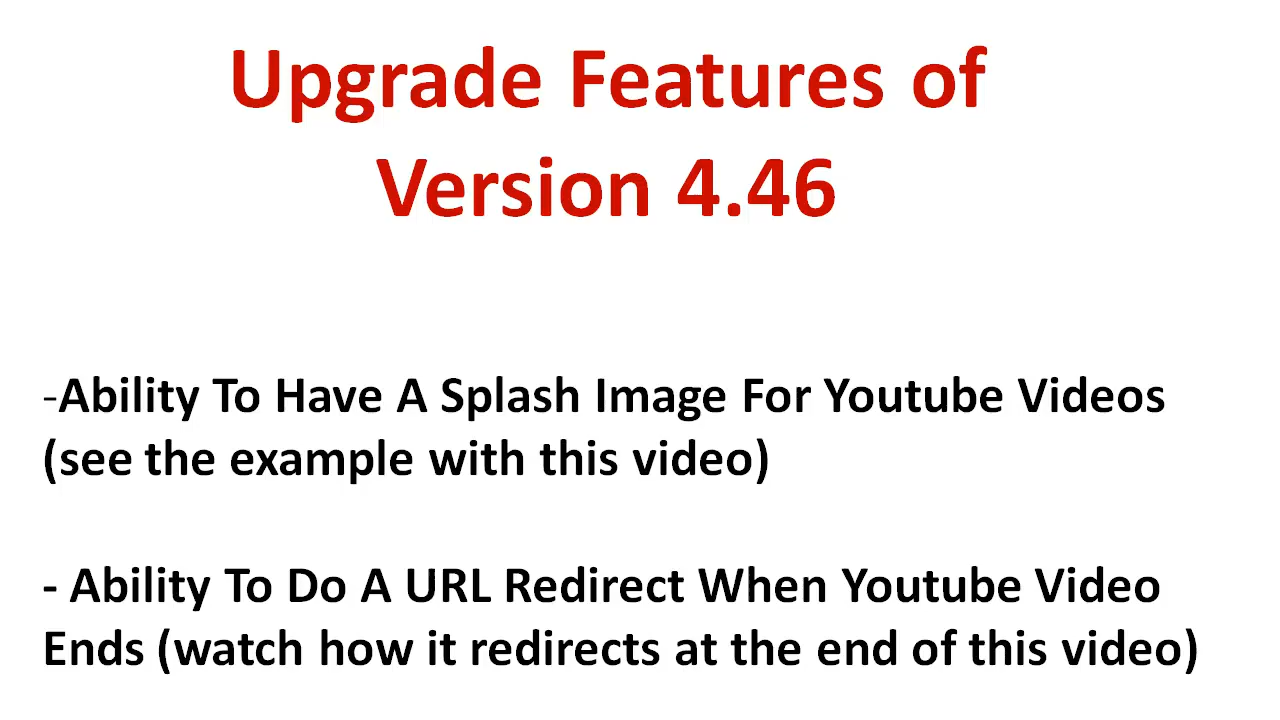 Upgrade Features of
Version 4.46
-Ability To Have A Splash Image For Youtube Videos
(see the example with this video)
- Ability To Do A URL Redirect When Youtube Video
Ends (watch how it redirects at the end of this video)